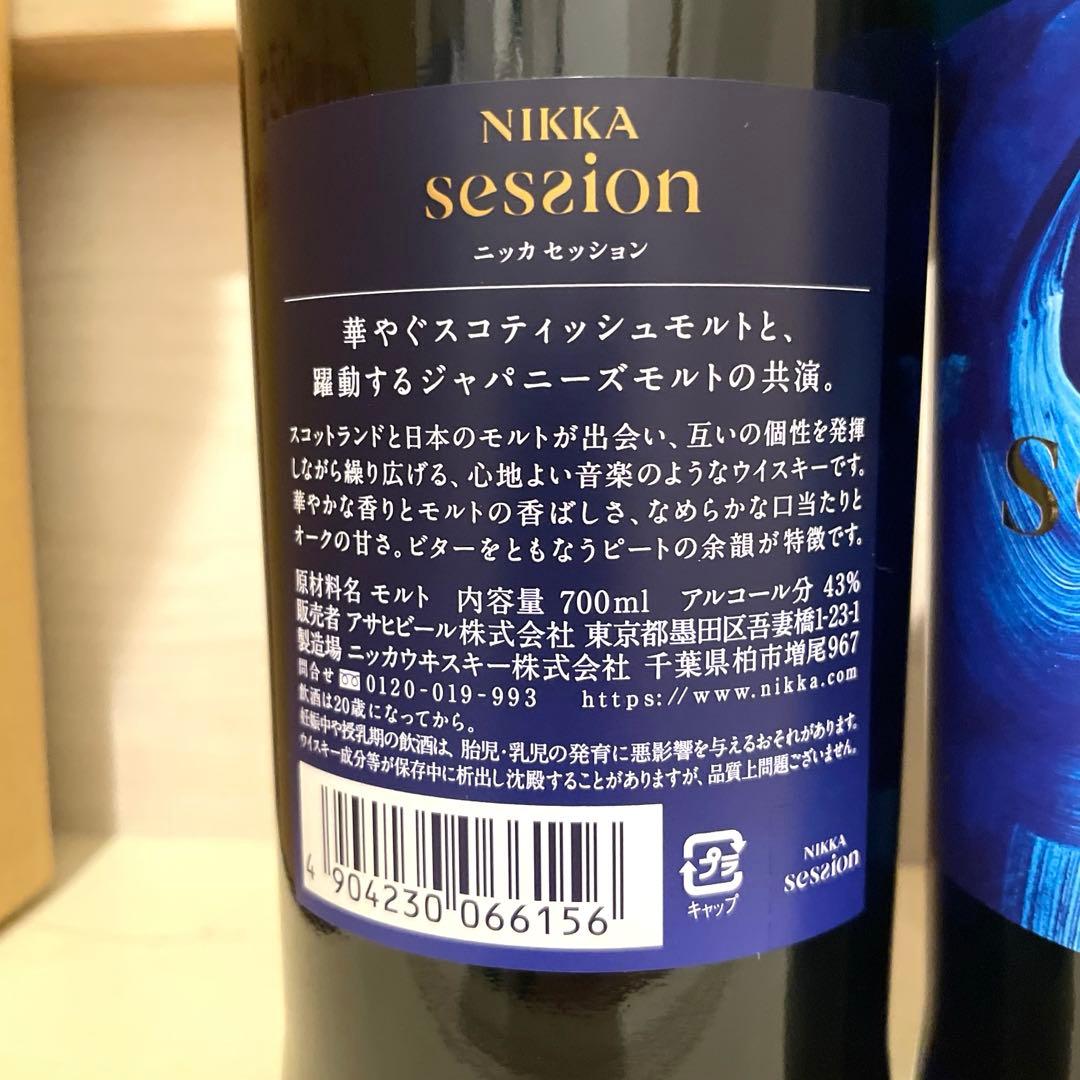 NIKKA
session
ニッカ セッション
華やぐスコティッシュモルトと、
躍動するジャパニーズモルトの共演。
スコットランドと日本のモルトが出会い、互いの個性を発揮
しながら繰り広げる、心地よい音楽のようなウイスキーです。
華やかな香りとモルトの香ばしさ、なめらかな口当たりと
オークの甘さ。ビターをともなうピートの余韻が特徴です。
原材料名 モルト 内容量 700ml アルコール分 43%
販売者 アサヒビール株式会社 東京都墨田区吾妻橋1-23-1
製造場 ニッカウヰスキー株式会社 千葉県柏市増尾967
問合せ 0120-019-993 https://www.nikka.com
飲酒は20歳になってから。
妊娠中や授乳期の飲酒は、胎児・乳児の発育に悪影響を与えるおそれがあります。
ウイスキー成分等が保存中に析出し沈殿することがありますが、品質上問題ございません。
4 904230 066156
プラ
キャップ
NIKKA
session
se